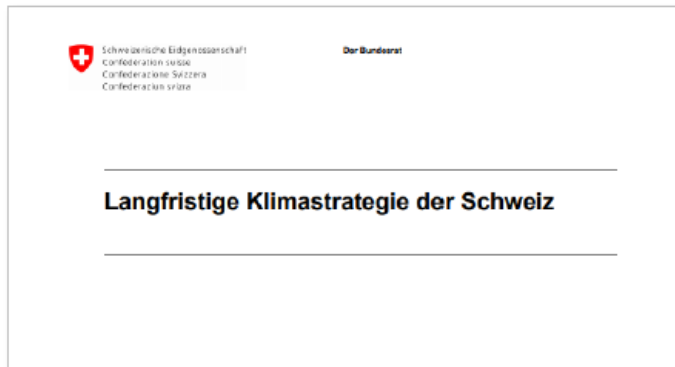 Schweizerische Eidgenossenschaft
Confédération suisse
Confederazione Svizzera
Confederaziun svizra
Der Bundesrat
Langfristige Klimastrategie der Schweiz